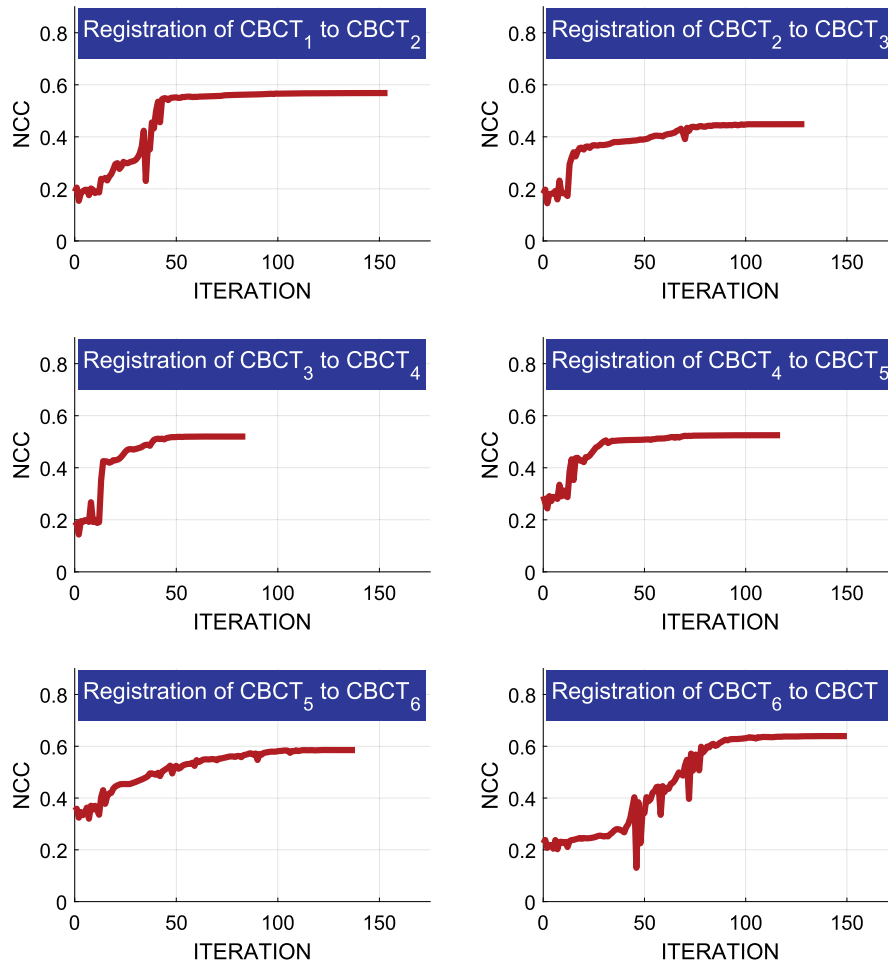 Registration of CBCT1 to CBCT2
0.8
0.6
0.4
0.2
0
NCC
0 50 100 150
ITERATION
Registration of CBCT2 to CBCT3
0.8
0.6
0.4
0.2
0
NCC
0 50 100 150
ITERATION
Registration of CBCT3 to CBCT4
0.8
0.6
0.4
0.2
0
NCC
0 50 100 150
ITERATION
Registration of CBCT4 to CBCT5
0.8
0.6
0.4
0.2
0
NCC
0 50 100 150
ITERATION
Registration of CBCT5 to CBCT6
0.8
0.6
0.4
0.2
0
NCC
0 50 100 150
ITERATION
Registration of CBCT6 to CBCT
0.8
0.6
0.4
0.2
0
NCC
0 50 100 150
ITERATION